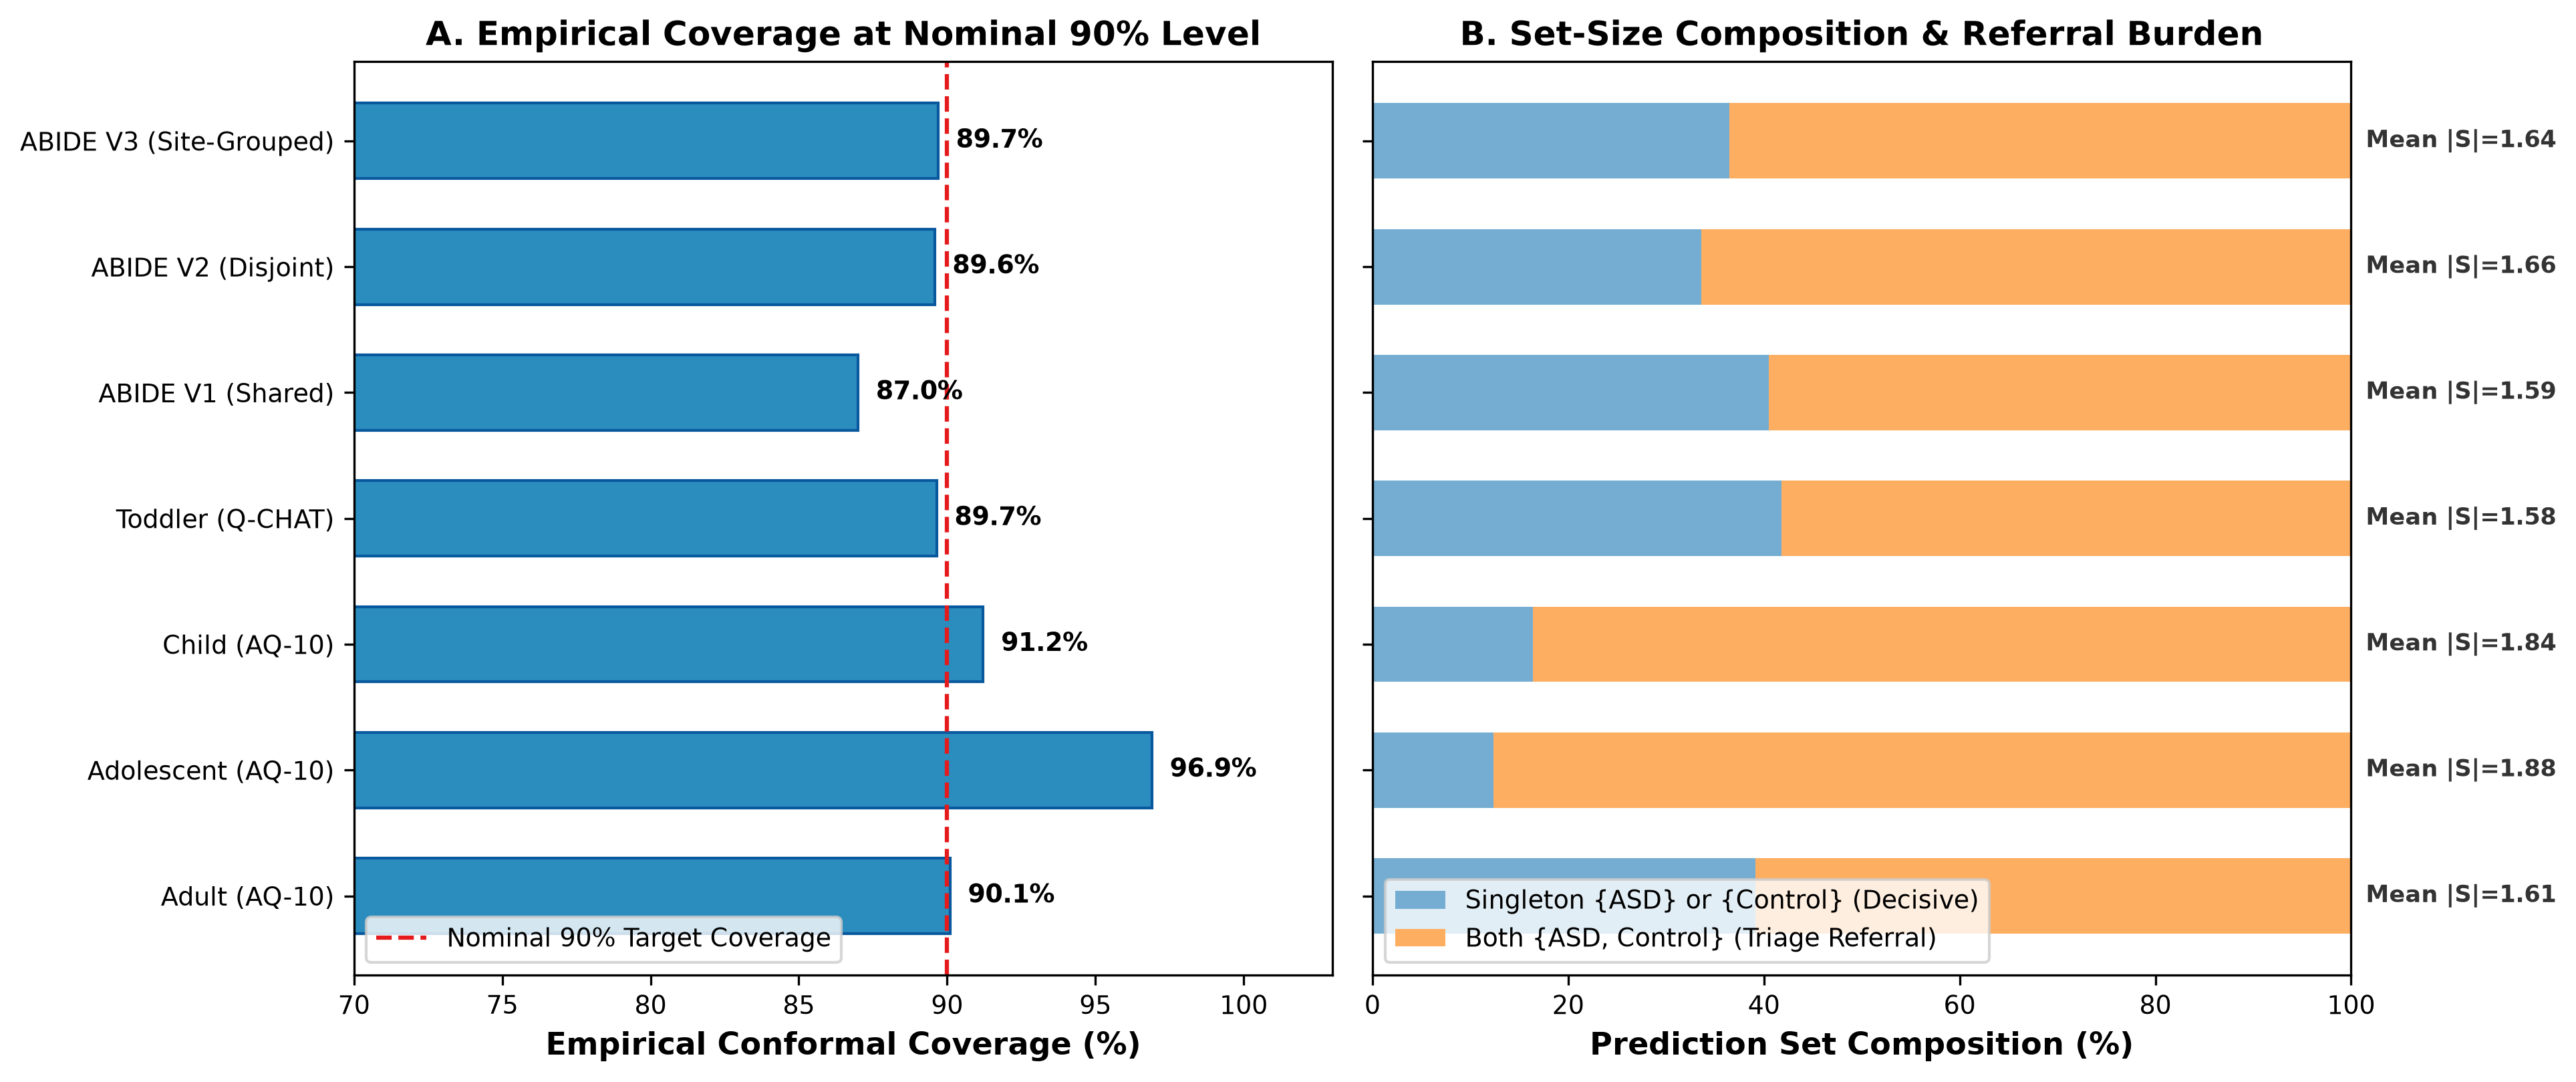 A. Empirical Coverage at Nominal 90% Level
ABIDE V3 (Site-Grouped)
89.7%
ABIDE V2 (Disjoint)
89.6%
ABIDE V1 (Shared)
87.0%
Toddler (Q-CHAT)
89.7%
Child (AQ-10)
91.2%
Adolescent (AQ-10)
96.9%
Adult (AQ-10)
90.1%
Nominal 90% Target Coverage
70 75 80 85 90 95 100
Empirical Conformal Coverage (%)
B. Set-Size Composition & Referral Burden
Mean |S|=1.64
Mean |S|=1.66
Mean |S|=1.59
Mean |S|=1.58
Mean |S|=1.84
Mean |S|=1.88
Mean |S|=1.61
Singleton {ASD} or {Control} (Decisive)
Both {ASD, Control} (Triage Referral)
0 20 40 60 80 100
Prediction Set Composition (%)